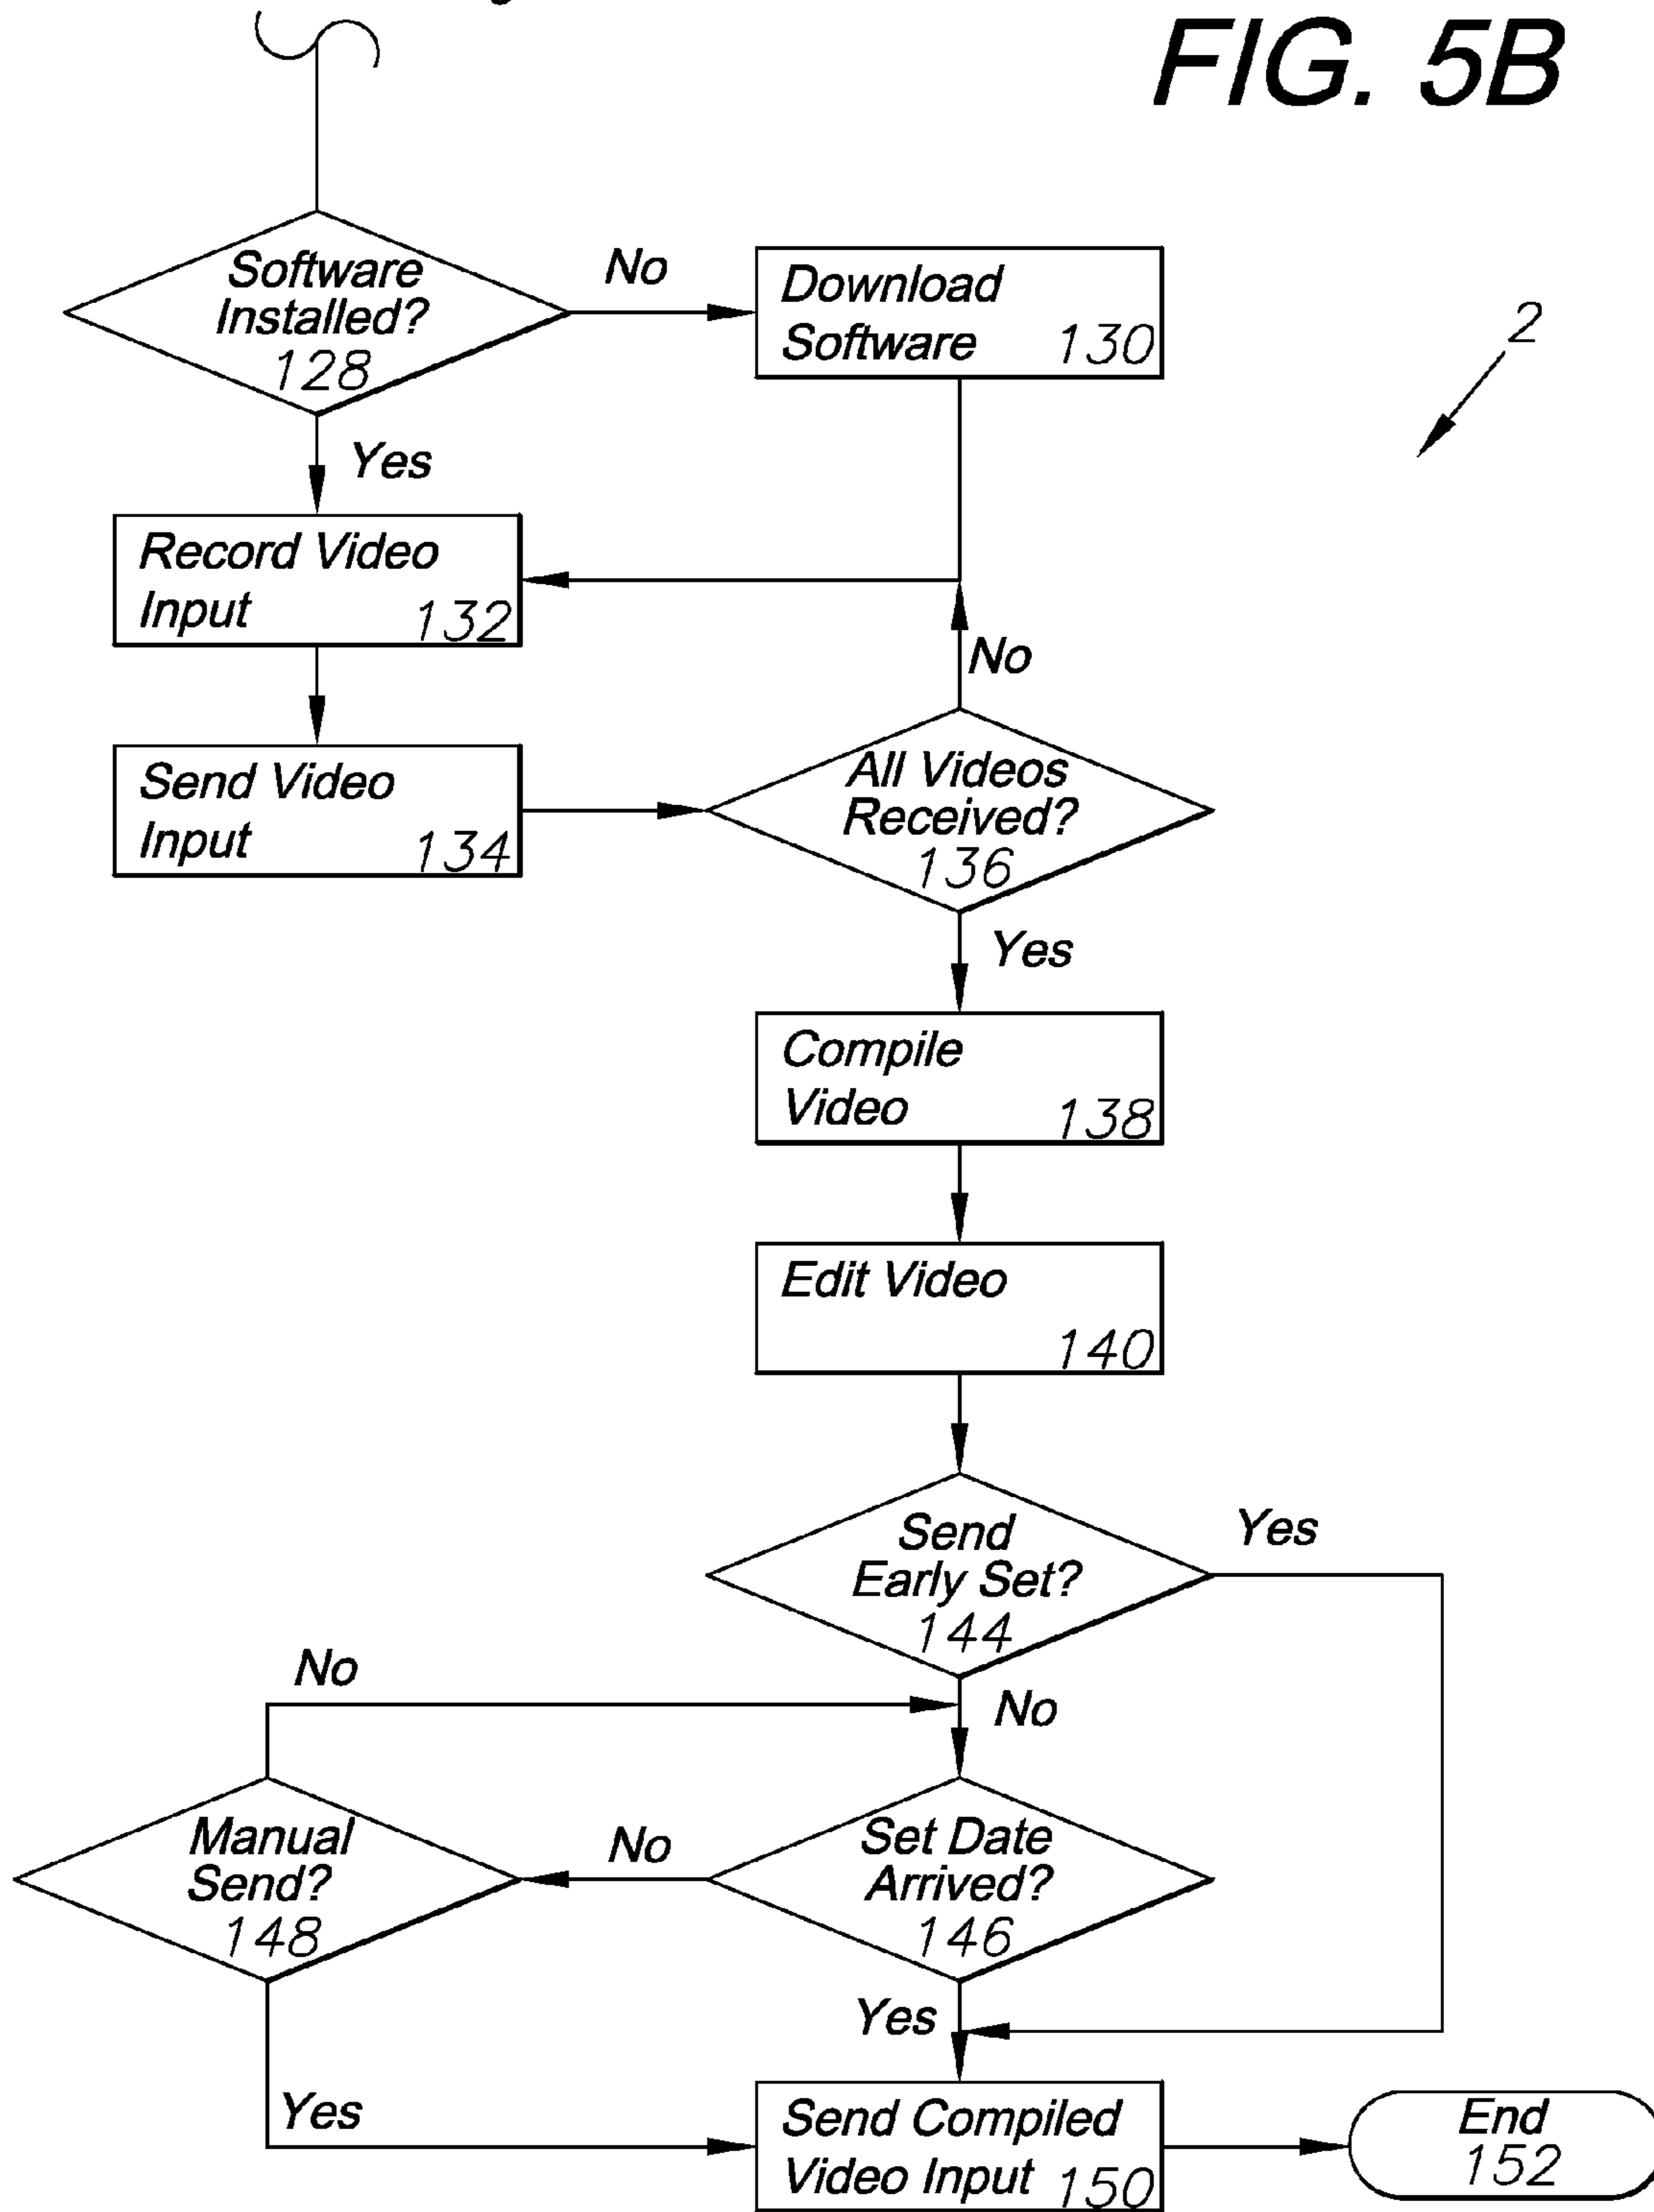 FIG. 5B
Software
Installed?
128
No
Download
Software 130
2
Yes
Record Video
Input 132
No
Send Video
Input 134
All Videos
Received?
136
Yes
Compile
Video 138
Edit Video
140
Send
Early Set?
144
Yes
No
No
Manual
Send?
148
No
Set Date
Arrived?
146
Yes
Yes
Send Compiled
Video Input 150
End
152